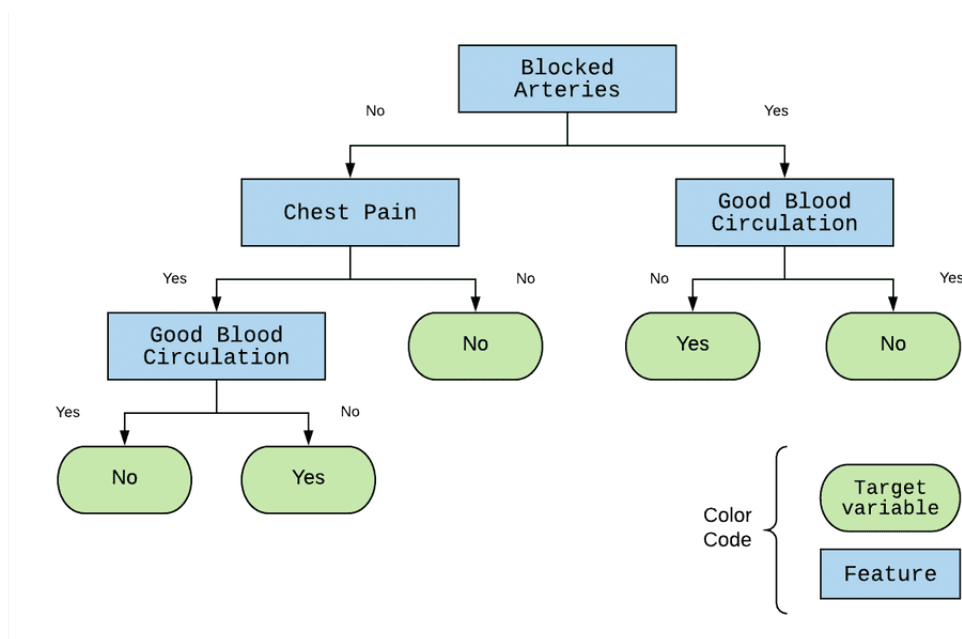 Blocked
Arteries
No
Yes
Chest Pain
Good Blood
Circulation
Yes
No
No
Yes
Good Blood
Circulation
No
Yes
No
Yes
No
No
Yes
Color
Code
Target
variable
Feature